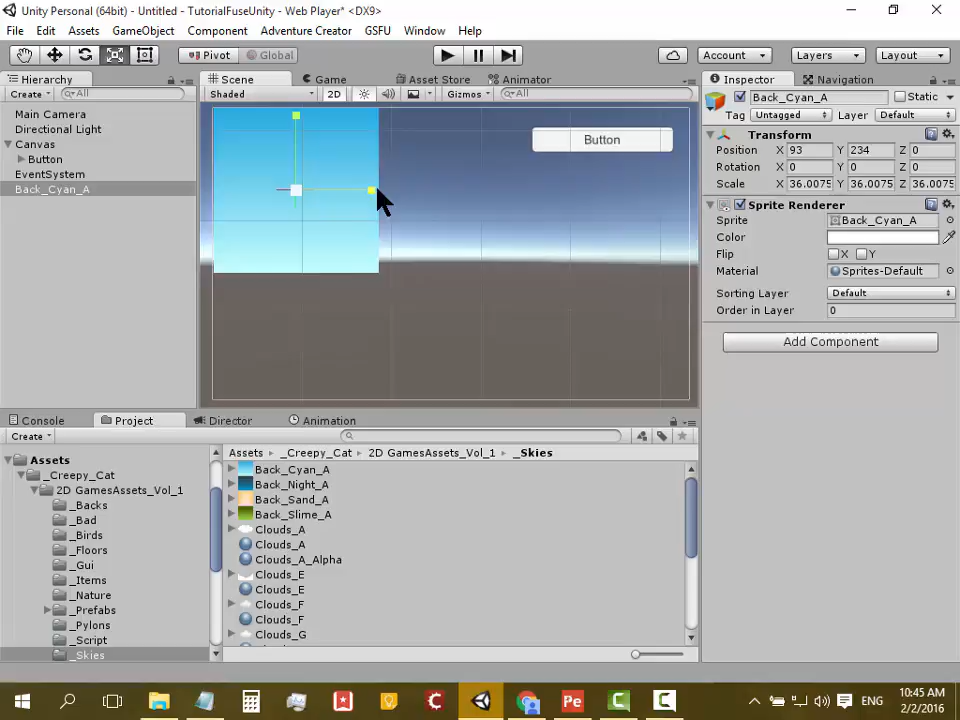 Unity Personal (64bit) - Untitled - TutorialFuseUnity - Web Player* <DX9>
File Edit Assets GameObject Component Adventure Creator GSFU Window Help
Pivot Global Account Layers Layout
Hierarchy Scene Game Asset Store Animator Inspector Navigation
Create All Shaded 2D Gizmos All Back_Cyan_A Static
Tag Untagged Layer Default
Main Camera
Directional Light
Canvas
Button
EventSystem
Back_Cyan_A
Button
Transform
Position X 93 Y 234 Z 0
Rotation X 0 Y 0 Z 0
Scale X 36.0075 Y 36.0075 Z 36.0075
Sprite Renderer
Sprite Back_Cyan_A
Color
Flip X Y
Material Sprites-Default
Sorting Layer Default
Order in Layer 0
Add Component
Console Project Director Animation
Create
Assets
_Creepy_Cat
2D GamesAssets_Vol_1
_Backs
_Bad
_Birds
_Floors
_Gui
_Items
_Nature
_Prefabs
_Pylons
_Script
_Skies
Assets _Creepy_Cat 2D GamesAssets_Vol_1 _Skies
Back_Cyan_A
Back_Night_A
Back_Sand_A
Back_Slime_A
Clouds_A
Clouds_A
Clouds_A_Alpha
Clouds_E
Clouds_E
Clouds_F
Clouds_F
Clouds_G
Pe ENG
10:45 AM
2/2/2016